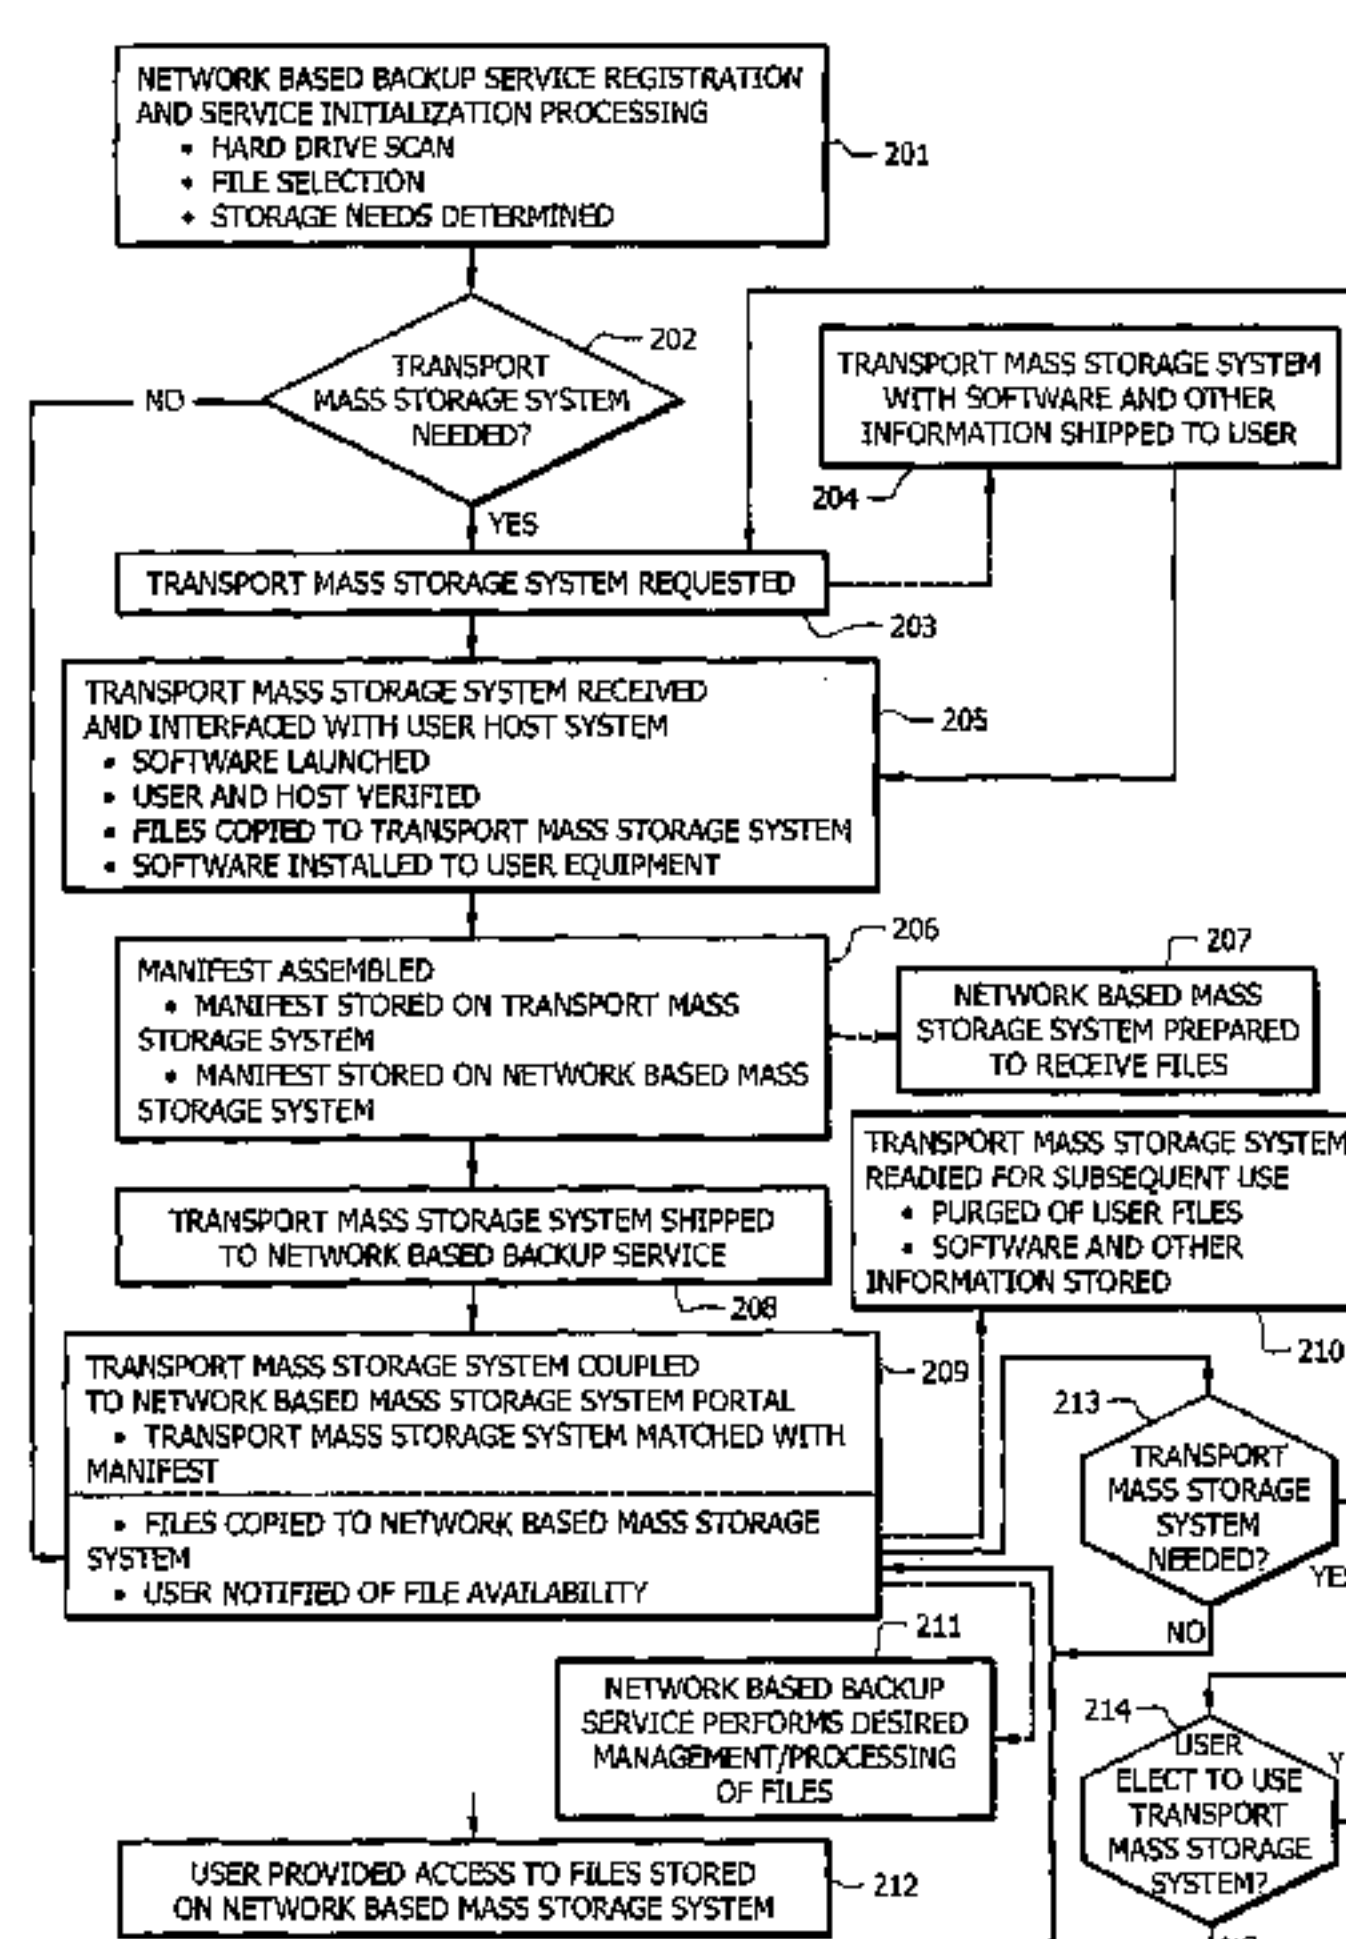 NETWORK BASED BACKUP SERVICE REGISTRATION
AND SERVICE INITIALIZATION PROCESSING
• HARD DRIVE SCAN
• FILE SELECTION
• STORAGE NEEDS DETERMINED
201
202
TRANSPORT
MASS STORAGE SYSTEM
NEEDED?
NO
YES
TRANSPORT MASS STORAGE SYSTEM
WITH SOFTWARE AND OTHER
INFORMATION SHIPPED TO USER
204
TRANSPORT MASS STORAGE SYSTEM REQUESTED
203
TRANSPORT MASS STORAGE SYSTEM RECEIVED
AND INTERFACED WITH USER HOST SYSTEM
• SOFTWARE LAUNCHED
• USER AND HOST VERIFIED
• FILES COPIED TO TRANSPORT MASS STORAGE SYSTEM
• SOFTWARE INSTALLED TO USER EQUIPMENT
205
206
MANIFEST ASSEMBLED
• MANIFEST STORED ON TRANSPORT MASS
STORAGE SYSTEM
• MANIFEST STORED ON NETWORK BASED MASS
STORAGE SYSTEM
207
NETWORK BASED MASS
STORAGE SYSTEM PREPARED
TO RECEIVE FILES
TRANSPORT MASS STORAGE SYSTEM
READIED FOR SUBSEQUENT USE
• PURGED OF USER FILES
• SOFTWARE AND OTHER
INFORMATION STORED
210
TRANSPORT MASS STORAGE SYSTEM SHIPPED
TO NETWORK BASED BACKUP SERVICE
208
TRANSPORT MASS STORAGE SYSTEM COUPLED
TO NETWORK BASED MASS STORAGE SYSTEM PORTAL
• TRANSPORT MASS STORAGE SYSTEM MATCHED WITH
MANIFEST
• FILES COPIED TO NETWORK BASED MASS STORAGE
SYSTEM
• USER NOTIFIED OF FILE AVAILABILITY
209
213
TRANSPORT
MASS STORAGE
SYSTEM
NEEDED?
YES
NO
211
NETWORK BASED BACKUP
SERVICE PERFORMS DESIRED
MANAGEMENT/PROCESSING
OF FILES
214
USER
ELECT TO USE
TRANSPORT
MASS STORAGE
SYSTEM?
Y
USER PROVIDED ACCESS TO FILES STORED
ON NETWORK BASED MASS STORAGE SYSTEM
212